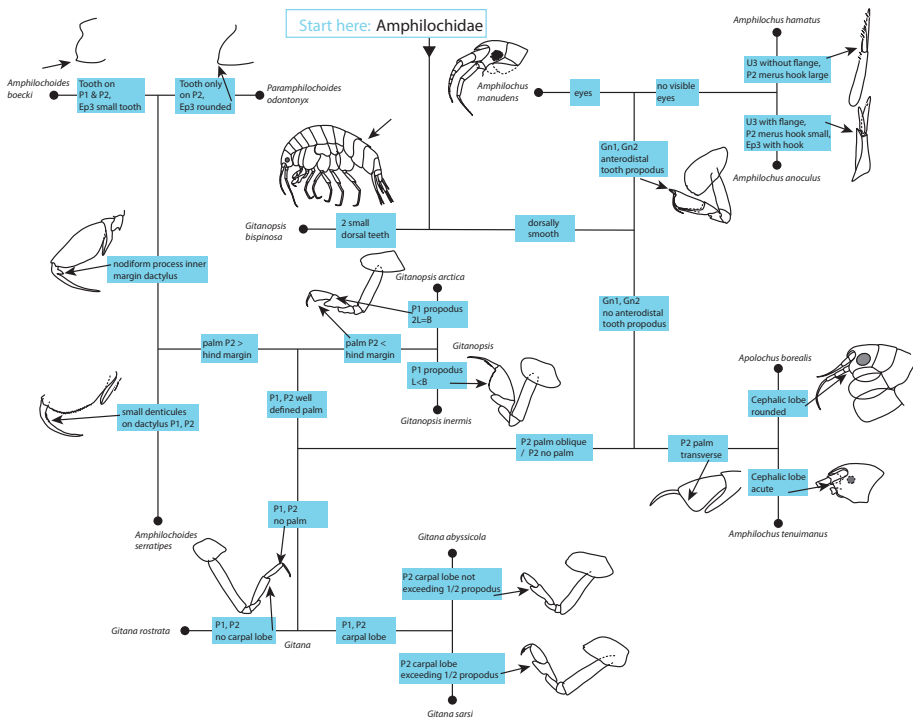 Start here: Amphilochidae
Amphilochoides
boecki
Tooth on
P1 & P2,
Ep3 small tooth
Tooth only
on P2,
Ep3 rounded
Paramphilochoides
odontonyx
Amphilochus
manudens
eyes
no visible
eyes
Amphilochus hamatus
U3 without flange,
P2 merus hook large
U3 with flange,
P2 merus hook small,
Ep3 with hook
Amphilochus anoculus
Gn1, Gn2
anterodistal
tooth propodus
Gitanopsis
bispinosa
2 small
dorsal teeth
dorsally
smooth
nodiform process inner
margin dactylus
Gitanopsis arctica
P1 propodus
2L=B
Gn1, Gn2
no anterodistal
tooth propodus
palm P2 >
hind margin
palm P2 <
hind margin
Gitanopsis
P1 propodus
L<B
Gitanopsis inermis
Apolochus borealis
Cephalic lobe
rounded
small denticules
on dactylus P1, P2
P1, P2 well
defined palm
P2 palm oblique
/ P2 no palm
P2 palm
transverse
Cephalic lobe
acute
Amphilochus tenuimanus
P1, P2
no palm
Amphilochoides
serratipes
Gitana abyssicola
P2 carpal lobe not
exceeding 1/2 propodus
Gitana rostrata
P1, P2
no carpal lobe
Gitana
P1, P2
carpal lobe
P2 carpal lobe
exceeding 1/2 propodus
Gitana sarsi